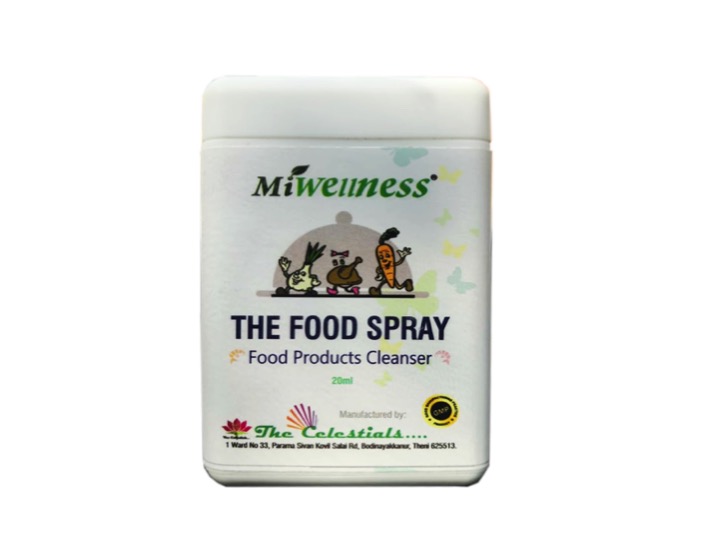 MiWellness®
THE FOOD SPRAY
Food Products Cleanser
20ml
Manufactured by:
GMP
The Celestials....
1 Ward No 33, Parama Sivan Kovil Salai Rd, Bodinayakkanur, Theni 625513.